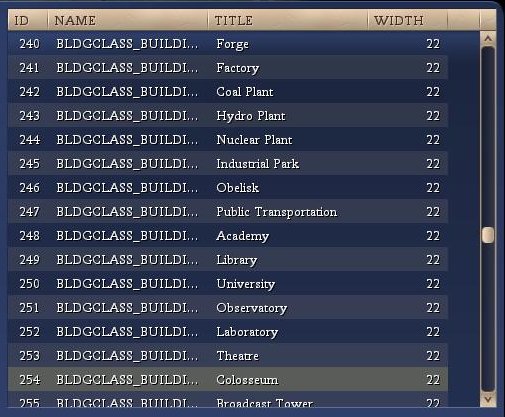 ID NAME TITLE WIDTH
240 BLDGCLASS_BUILDI... Forge 22
241 BLDGCLASS_BUILDI... Factory 22
242 BLDGCLASS_BUILDI... Coal Plant 22
243 BLDGCLASS_BUILDI... Hydro Plant 22
244 BLDGCLASS_BUILDI... Nuclear Plant 22
245 BLDGCLASS_BUILDI... Industrial Park 22
246 BLDGCLASS_BUILDI... Obelisk 22
247 BLDGCLASS_BUILDI... Public Transportation 22
248 BLDGCLASS_BUILDI... Academy 22
249 BLDGCLASS_BUILDI... Library 22
250 BLDGCLASS_BUILDI... University 22
251 BLDGCLASS_BUILDI... Observatory 22
252 BLDGCLASS_BUILDI... Laboratory 22
253 BLDGCLASS_BUILDI... Theatre 22
254 BLDGCLASS_BUILDI... Colosseum 22
255 BLDGCLASS_BUILDI... Broadcast Tower 22